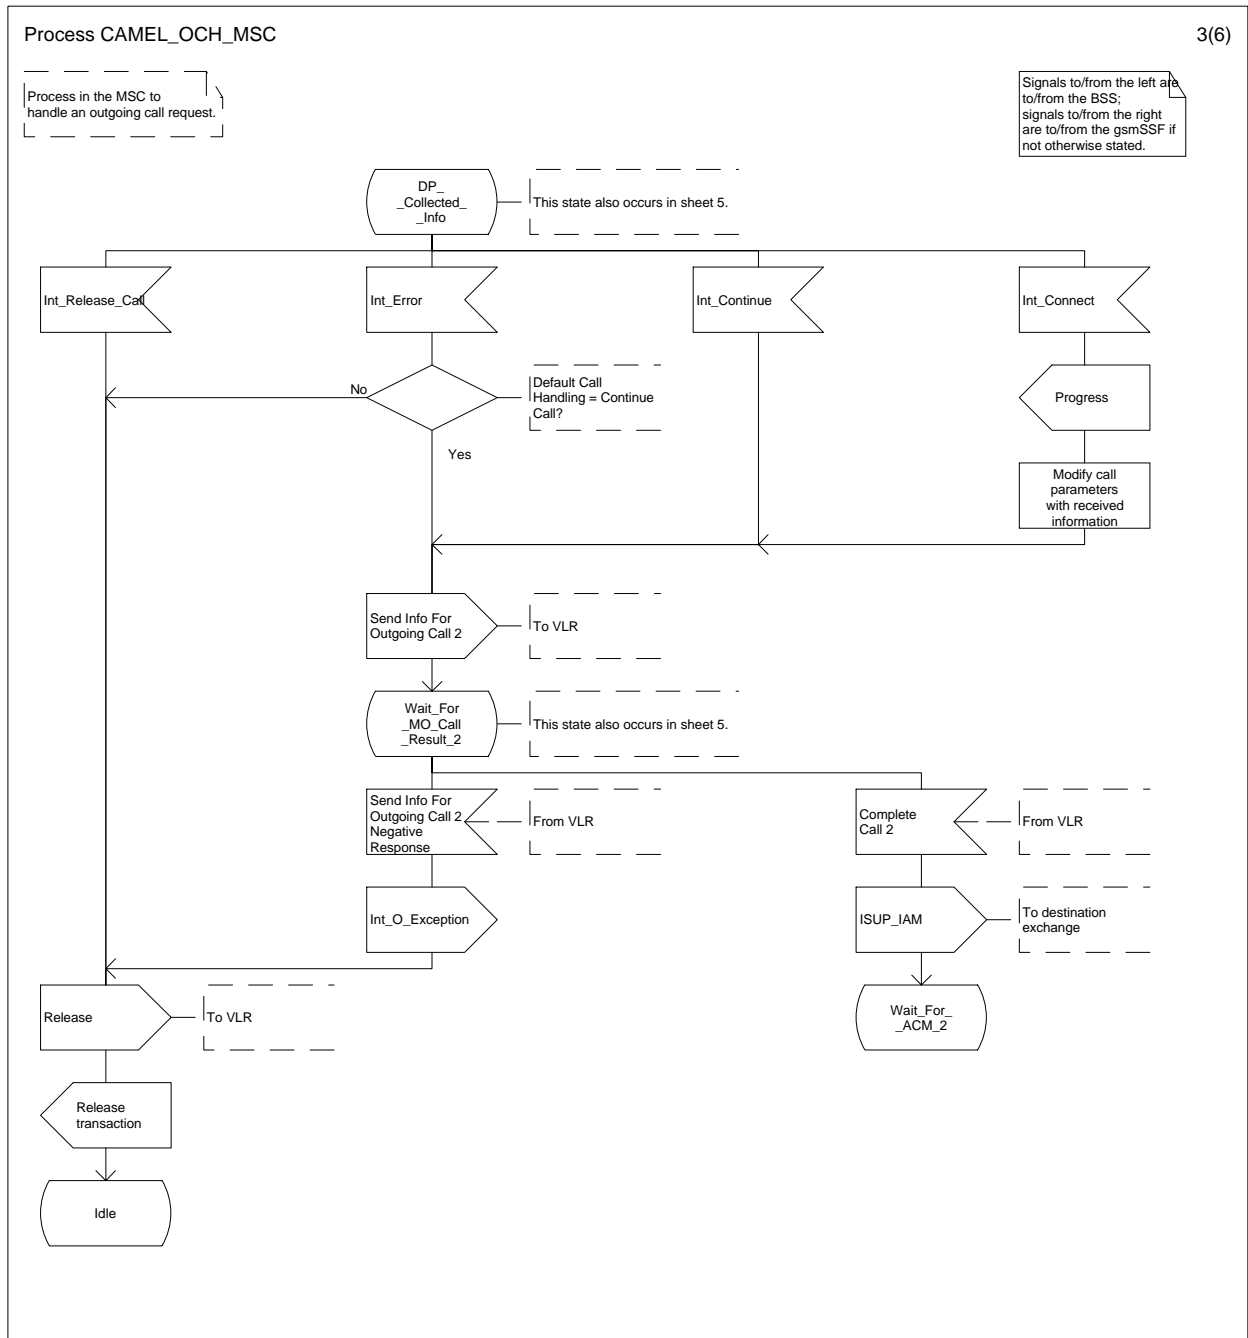 Process CAMEL_OCH_MSC
3(6)
Process in the MSC to
handle an outgoing call request.
Signals to/from the left are
to/from the BSS;
signals to/from the right
are to/from the gsmSSF if
not otherwise stated.
DP_
_Collected_
_Info
This state also occurs in sheet 5.
Int_Release_Call
Int_Error
Int_Continue
Int_Connect
No
Default Call
Handling = Continue
Call?
Progress
Yes
Modify call
parameters
with received
information
Send Info For
Outgoing Call 2
To VLR
Wait_For
_MO_Call
_Result_2
This state also occurs in sheet 5.
Send Info For
Outgoing Call 2
Negative
Response
From VLR
Complete
Call 2
From VLR
Int_O_Exception
ISUP_IAM
To destination
exchange
Release
To VLR
Wait_For_
_ACM_2
Release
transaction
Idle